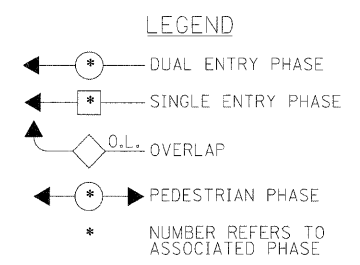 LEGEND
* DUAL ENTRY PHASE
* SINGLE ENTRY PHASE
O.L. OVERLAP
* PEDESTRIAN PHASE
* NUMBER REFERS TO
ASSOCIATED PHASE